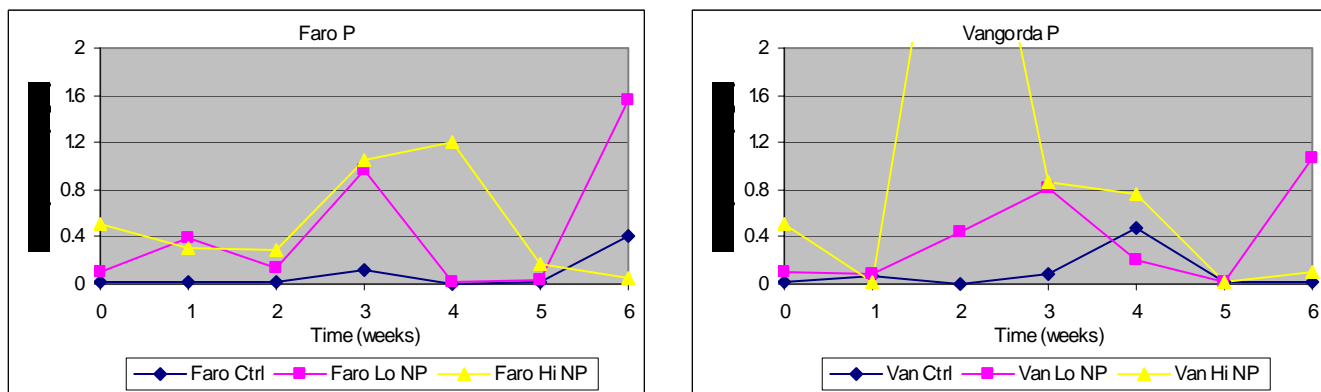 Faro P
2
1.6
1.2
0.8
0.4
0
0 1 2 3 4 5 6
Time (weeks)
Faro Ctrl Faro Lo NP Faro Hi NP
Vangorda P
2
1.6
1.2
0.8
0.4
0
0 1 2 3 4 5 6
Time (weeks)
Van Ctrl Van Lo NP Van Hi NP